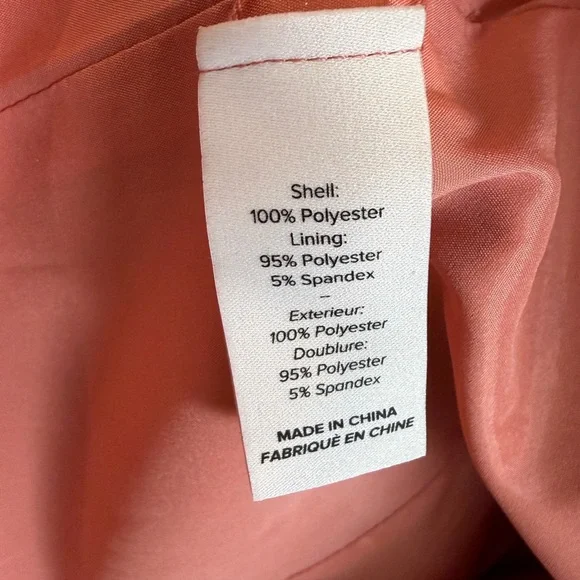 Shell:
100% Polyester
Lining:
95% Polyester
5% Spandex
–
Exterieur:
100% Polyester
Doublure:
95% Polyester
5% Spandex
MADE IN CHINA
FABRIQUÈ EN CHINE